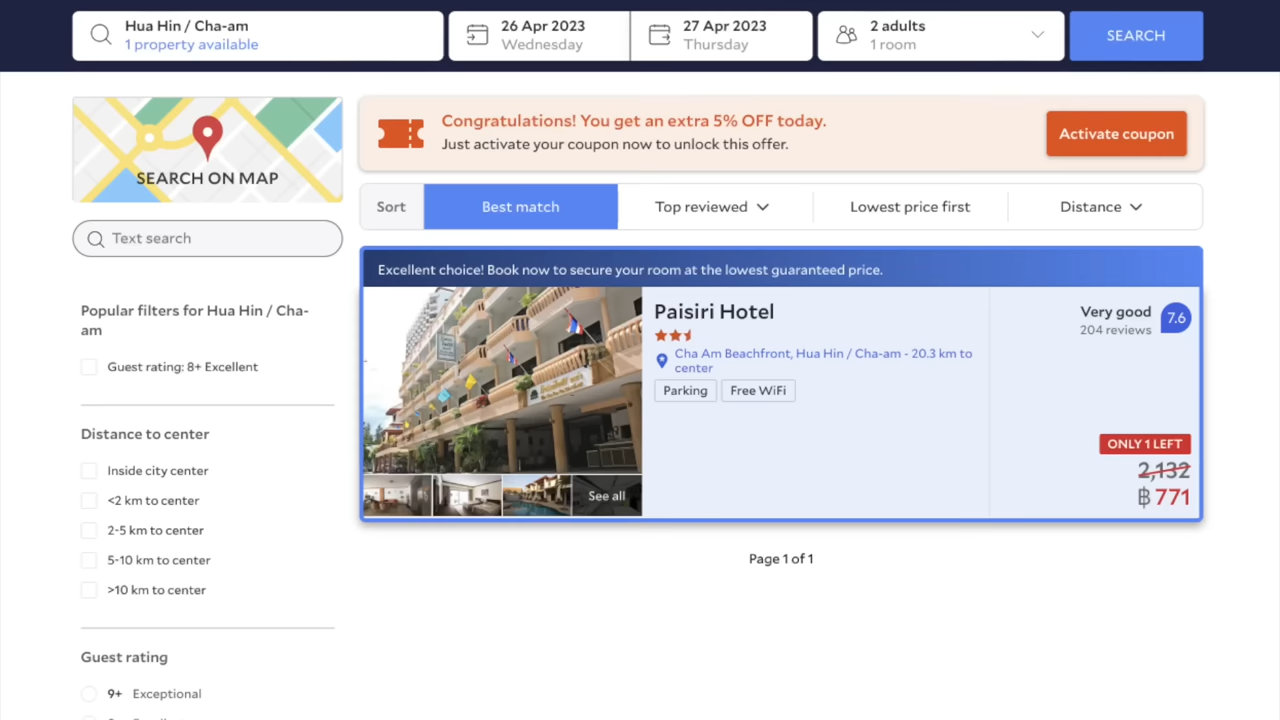 Hua Hin / Cha-am
1 property available
26 Apr 2023
Wednesday
27 Apr 2023
Thursday
2 adults
1 room
SEARCH
SEARCH ON MAP
Text search
Popular filters for Hua Hin / Cha-
am
Guest rating: 8+ Excellent
Distance to center
Inside city center
<2 km to center
2-5 km to center
5-10 km to center
>10 km to center
Guest rating
9+ Exceptional
Congratulations! You get an extra 5% OFF today.
Just activate your coupon now to unlock this offer.
Activate coupon
Sort
Best match
Top reviewed
Lowest price first
Distance
Excellent choice! Book now to secure your room at the lowest guaranteed price.
See all
Paisiri Hotel
Cha Am Beachfront, Hua Hin / Cha-am - 20.3 km to
center
Parking
Free WiFi
Very good
204 reviews
7.6
ONLY 1 LEFT
2,132
฿ 771
Page 1 of 1